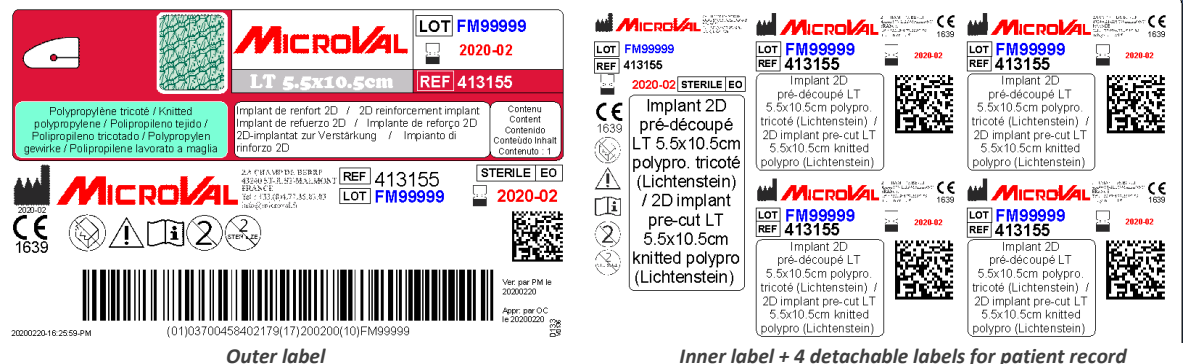 MICROVAL
LOT FM99999
2020-02
LT 5.5x10.5cm
REF 413155
Polypropylène tricoté / Knitted
polypropylene / Polipropileno tejido /
Polipropileno tricotado / Polypropylen
gewirke / Polipropilene lavorato a maglia
Implant de renfort 2D / 2D reinforcement implant
Implante de refuerzo 2D / Implante de reforço 2D
2D-implantat zur Verstärkung / Impianto di
rinforzo 2D
Contenu
Content
Contenido
Conteúdo Inhalt
Contenuto : 1
2020-02
MICROVAL
FRANCE
REF 413155
LOT FM99999
STERILE EO
2020-02
CE
1639
2
2
STERILIZE
(01)03700458402179(17)200200(10)FM99999
Ver. par PM le
20200220
Appr. par OC
le 20200220
20200220-16:25:59-PM
Outer label
MICROVAL
LOT FM99999
REF 413155
2020-02 STERILE EO
CE
1639
2
Implant 2D
pré-découpé
LT 5.5x10.5cm
polypro. tricoté
(Lichtenstein)
/ 2D implant
pre-cut LT
5.5x10.5cm
knitted polypro
(Lichtenstein)
MICROVAL
CE
1639
LOT FM99999
REF 413155
2020-02
Implant 2D
pré-découpé LT
5.5x10.5cm polypro.
tricoté (Lichtenstein) /
2D implant pre-cut LT
5.5x10.5cm knitted
polypro (Lichtenstein)
MICROVAL
CE
1639
LOT FM99999
REF 413155
2020-02
Implant 2D
pré-découpé LT
5.5x10.5cm polypro.
tricoté (Lichtenstein) /
2D implant pre-cut LT
5.5x10.5cm knitted
polypro (Lichtenstein)
MICROVAL
CE
1639
LOT FM99999
REF 413155
2020-02
Implant 2D
pré-découpé LT
5.5x10.5cm polypro.
tricoté (Lichtenstein) /
2D implant pre-cut LT
5.5x10.5cm knitted
polypro (Lichtenstein)
MICROVAL
CE
1639
LOT FM99999
REF 413155
2020-02
Implant 2D
pré-découpé LT
5.5x10.5cm polypro.
tricoté (Lichtenstein) /
2D implant pre-cut LT
5.5x10.5cm knitted
polypro (Lichtenstein)
Inner label + 4 detachable labels for patient record